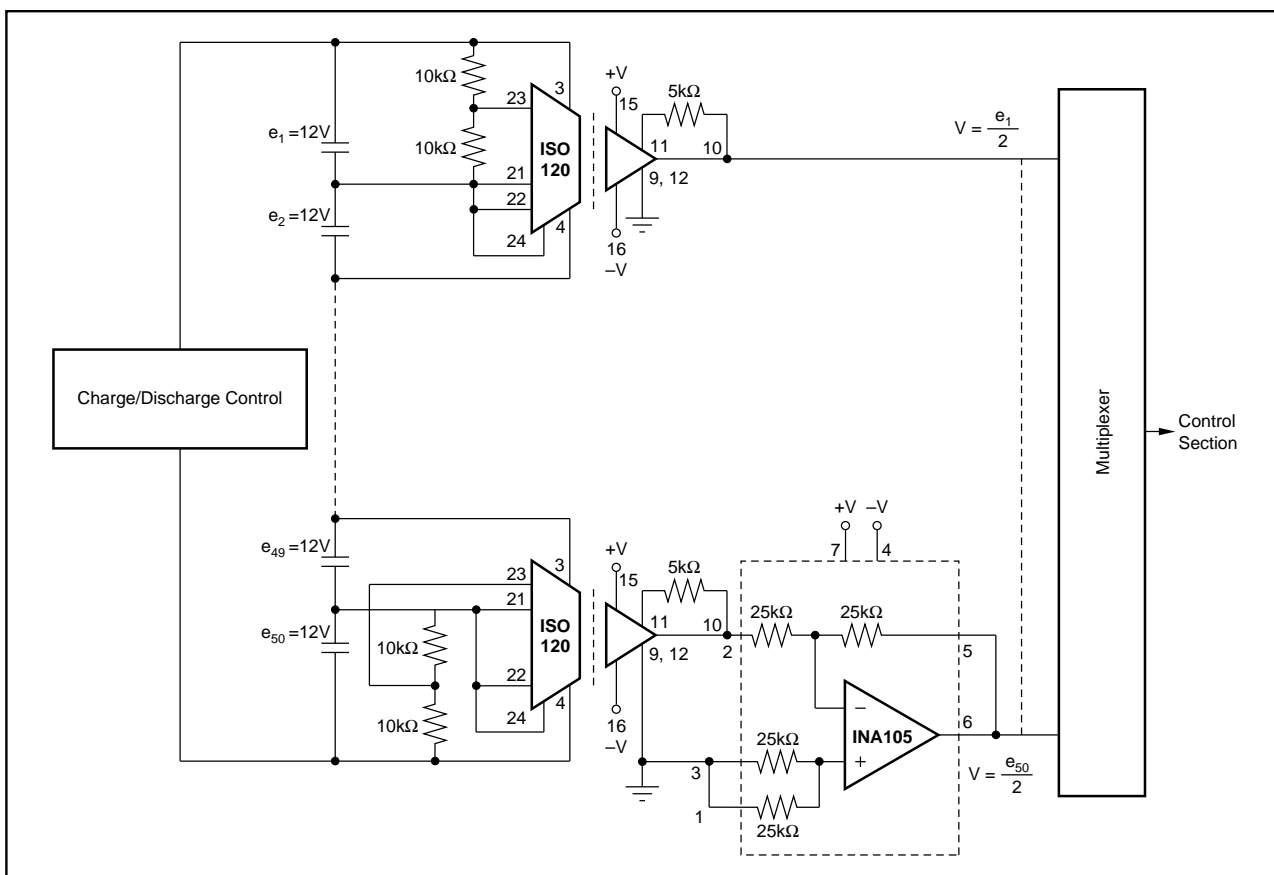 10kΩ
3
+V
15
5kΩ
23
e1 =12V
10kΩ
ISO
120
11
10
V = e1/2
21
9, 12
22
e2 =12V
4
24
16
–V
Charge/Discharge Control
Multiplexer
Control
Section
+V –V
7 4
e49 =12V
3
+V
15
5kΩ
23
21
11
10
25kΩ
25kΩ
e50 =12V
10kΩ
ISO
120
9, 12
2
5
22
4
10kΩ
24
16
–V
–
INA105
6
25kΩ
+
3
V = e50/2
1
25kΩ